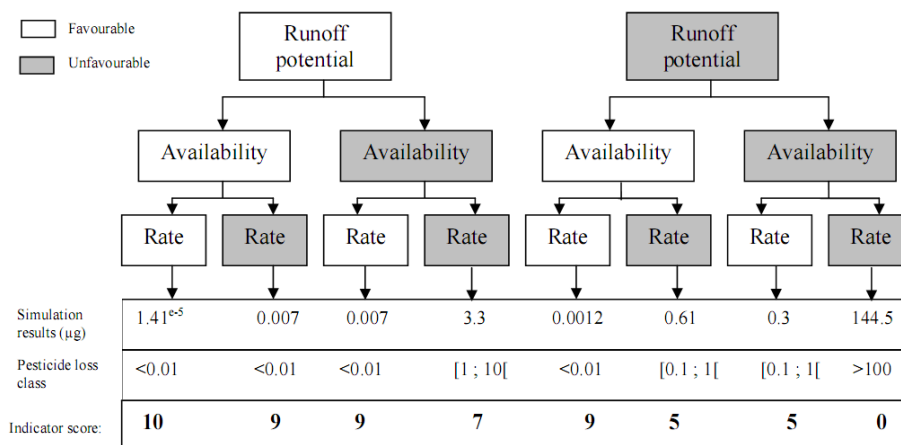 Favourable
Unfavourable
Runoff
potential
Runoff
potential
Availability
Availability
Availability
Availability
Rate
Rate
Rate
Rate
Rate
Rate
Rate
Rate
Simulation
results (µg)
1.41e-5 0.007 0.007 3.3 0.0012 0.61 0.3 144.5
Pesticide loss
class
<0.01 <0.01 <0.01 [1 ; 10[ <0.01 [0.1 ; 1[ [0.1 ; 1[ >100
Indicator score: 10 9 9 7 9 5 5 0